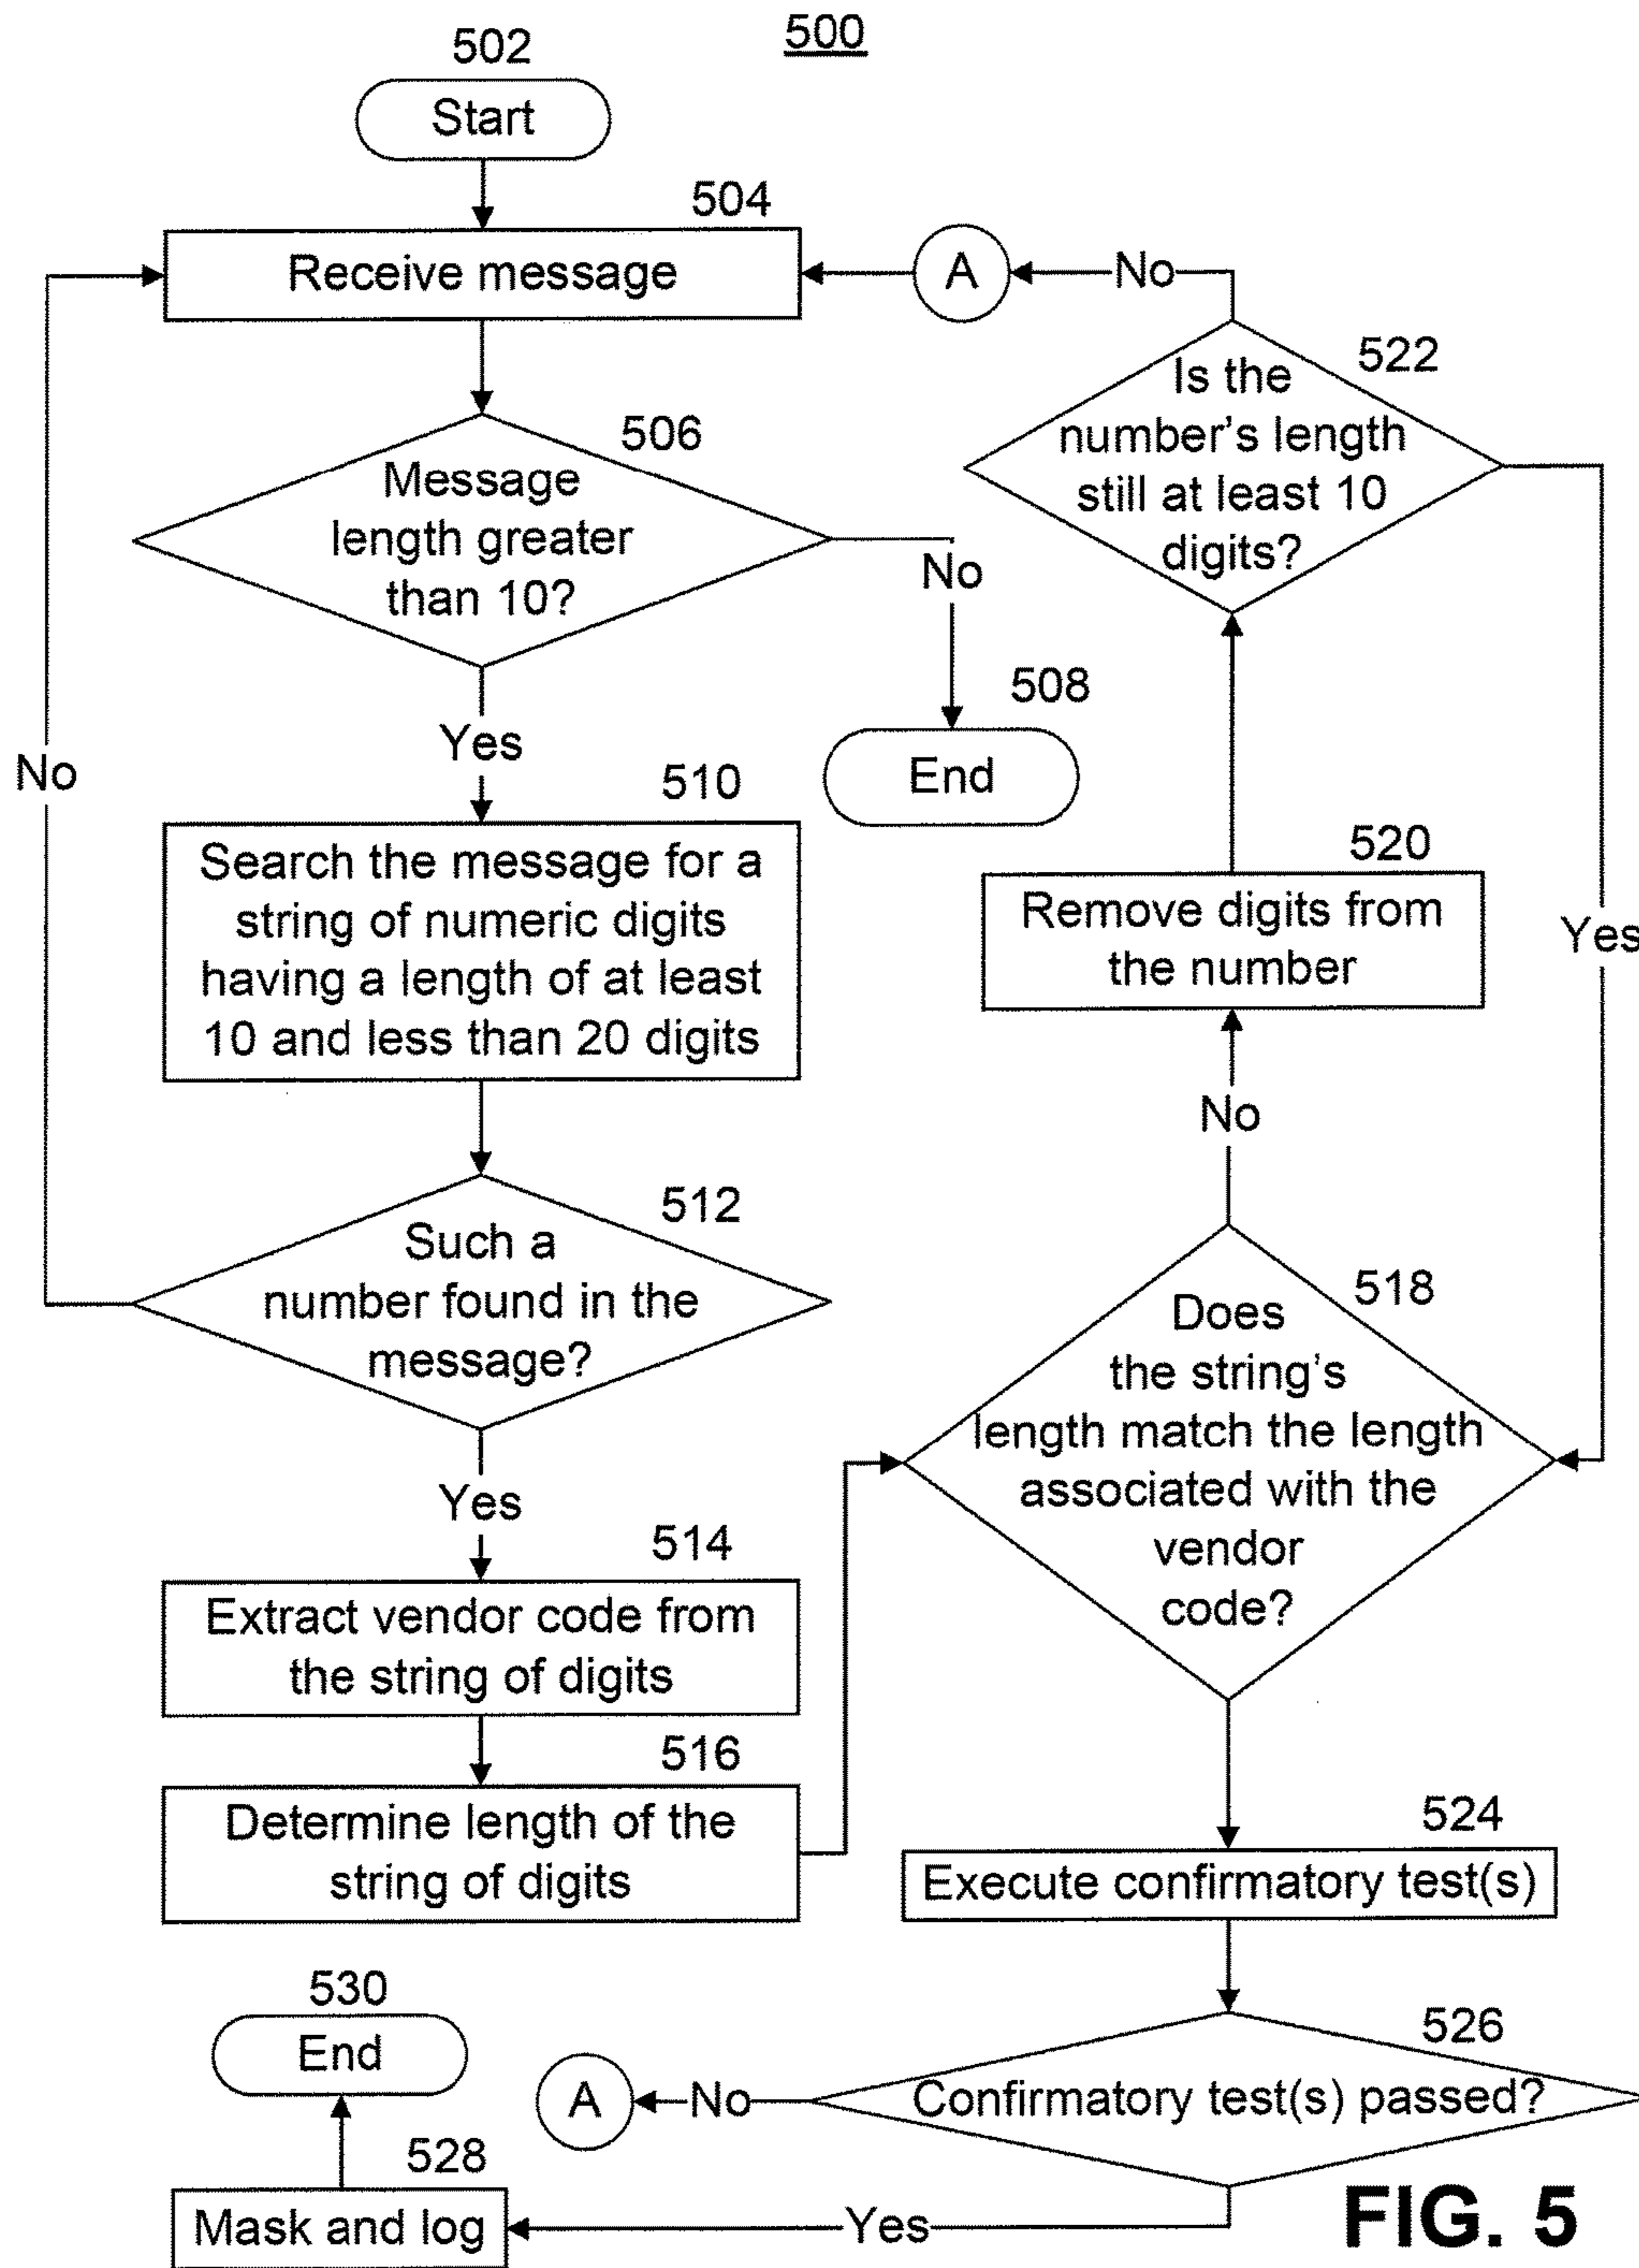 500
502
Start
504
Receive message
A
No
522
Is the
number's length
still at least 10
digits?
506
Message
length greater
than 10?
No
508
End
Yes
No
510
Search the message for a
string of numeric digits
having a length of at least
10 and less than 20 digits
520
Remove digits from
the number
Yes
No
512
Such a
number found in the
message?
518
Does
the string's
length match the length
associated with the
vendor
code?
Yes
514
Extract vendor code from
the string of digits
516
Determine length of the
string of digits
524
Execute confirmatory test(s)
526
Confirmatory test(s) passed?
No
A
530
End
528
Mask and log
Yes
FIG. 5